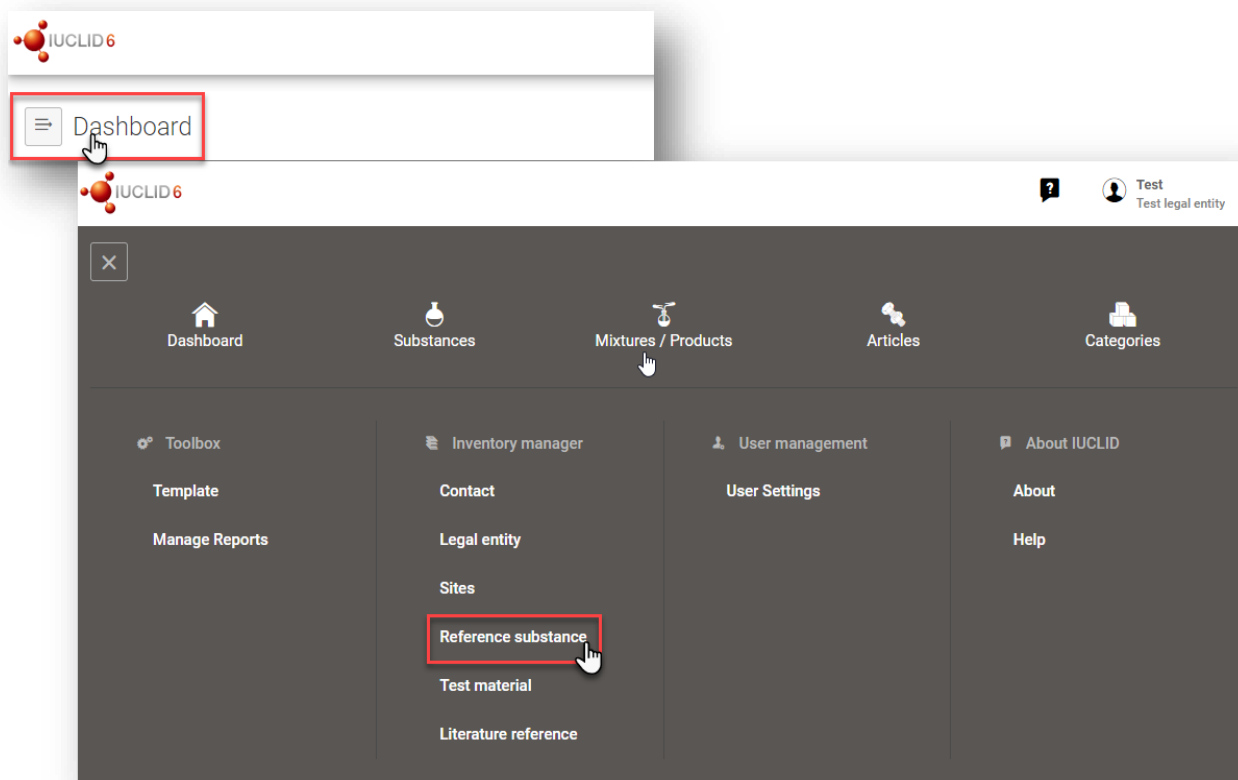 IUCLID 6
Dashboard
IUCLID 6
Test
Test legal entity
Dashboard
Substances
Mixtures / Products
Articles
Categories
Toolbox
Template
Manage Reports
Inventory manager
Contact
Legal entity
Sites
Reference substance
Test material
Literature reference
User management
User Settings
About IUCLID
About
Help